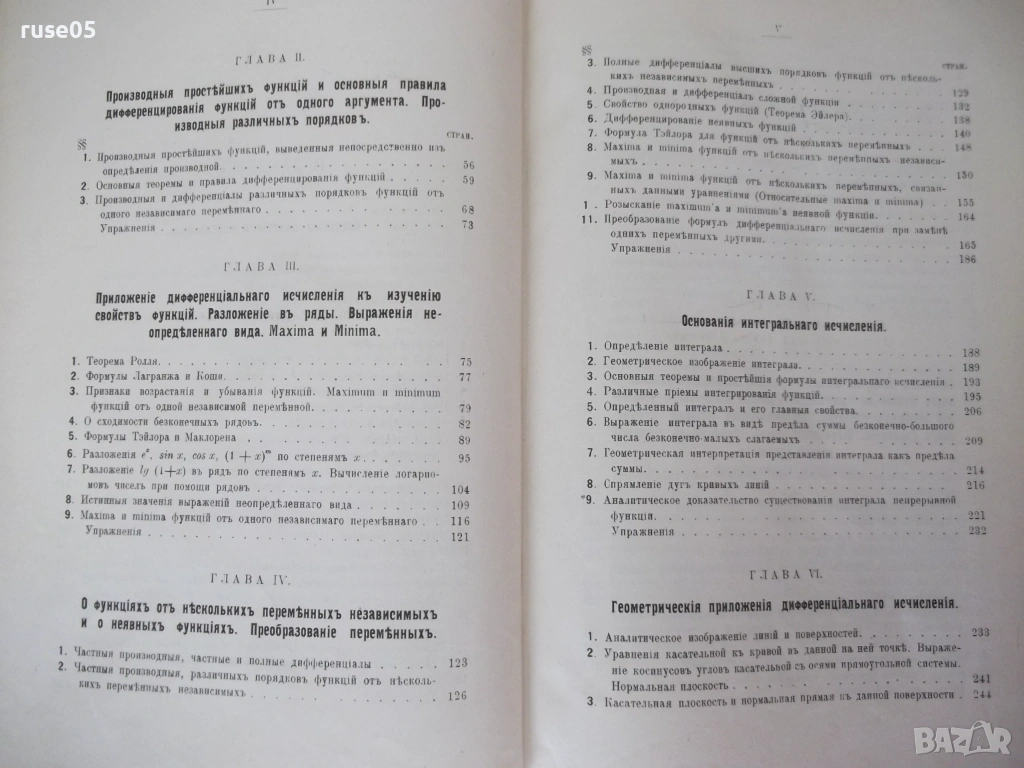 ruse05
IV
ГЛАВА II.
Производныя простѣйшихъ функцій и основныя правила
дифференцированія функцій отъ одного аргумента. Про-
изводныя различныхъ порядковъ.
§§ СТРАН.
1. Производныя простѣйшихъ функцій, выведенныя непосредственно изъ
опредѣленія производной. 56
2. Основныя теоремы и правила дифференцированія функцій 59
3. Производныя и дифференціалы различныхъ порядковъ функцій отъ
одного независимаго перемѣннаго 68
Упражненія 73
ГЛАВА III.
Приложеніе дифференціальнаго исчисленія къ изученію
свойствъ функцій. Разложеніе въ ряды. Выраженія не-
опредѣленнаго вида. Maxima и Minima.
1. Теорема Ролля. 75
2. Формулы Лагранжа и Коши. 77
3. Признаки возрастанія и убыванія функцій. Maximum и minimum
функцій отъ одной независимой перемѣнной. 79
4. О сходимости безконечныхъ рядовъ. 82
5. Формулы Тэйлора и Маклорена 89
6. Разложенія eˣ, sin x, cos x, (1 + x)ᵐ по степенямъ x. 95
7. Разложеніе lg (1+x) въ рядъ по степенямъ x. Вычисленіе логариѳ-
мовъ чиселъ при помощи рядовъ. 104
8. Истинныя значенія выраженій неопредѣленнаго вида 109
9. Maxima и minima функцій отъ одного независимаго перемѣннаго 116
Упражненія 121
ГЛАВА IV.
О функціяхъ отъ нѣсколькихъ перемѣнныхъ независимыхъ
и о неявныхъ функціяхъ. Преобразованіе перемѣнныхъ.
1. Частныя производныя, частные и полные дифференціалы 123
2. Частныя производныя, различныхъ порядковъ функцій отъ нѣсколь-
кихъ перемѣнныхъ независимыхъ 126
V
§§ СТРАН.
3. Полные дифференціалы высшихъ порядковъ функцій отъ нѣсколь-
кихъ независимыхъ перемѣнныхъ 129
4. Производная и дифференціалъ сложной функціи 132
5. Свойство однородныхъ функцій (Теорема Эйлера). 138
6. Дифференцированіе неявныхъ функцій 140
7. Формула Тэйлора для функцій отъ нѣсколькихъ перемѣнныхъ 148
8. Maxima и minima функцій отъ нѣсколькихъ перемѣнныхъ независи-
мыхъ. 150
9. Maxima и minima функцій отъ нѣсколькихъ перемѣнныхъ, связан-
ныхъ данными уравненіями (Относительные maxima и minima) 155
1 . Розысканіе maximum'а и minimum'а неявной функціи. 164
11. Преобразованіе формулъ дифференціальнаго исчисленія при замѣнѣ
однихъ перемѣнныхъ другими. 165
Упражненія 186
ГЛАВА V.
Основанія интегральнаго исчисленія.
1. Опредѣленіе интеграла 188
2. Геометрическое изображеніе интеграла. 189
3. Основныя теоремы и простѣйшія формулы интегральнаго исчисленія 193
4. Различные пріемы интегрированія функцій. 195
5. Опредѣленный интегралъ и его главныя свойства. 206
6. Выраженіе интеграла въ видѣ предѣла суммы безконечно-большого
числа безконечно-малыхъ слагаемыхъ 209
7. Геометрическая интерпретація представленія интеграла какъ предѣла
суммы. 214
8. Спрямленіе дугъ кривыхъ линій 216
*9. Аналитическое доказательство существованія интеграла непрерывной
функціи. 221
Упражненія 232
ГЛАВА VI.
Геометрическія приложенія дифференціальнаго исчисленія.
1. Аналитическое изображеніе линій и поверхностей. 233
2. Уравненія касательной къ кривой въ данной на ней точкѣ. Выраже-
ніе косинусовъ угловъ касательной съ осями прямоугольной системы.
Нормальная плоскость 241
3. Касательная плоскость и нормальная прямая къ данной поверхности 244
BAZAR